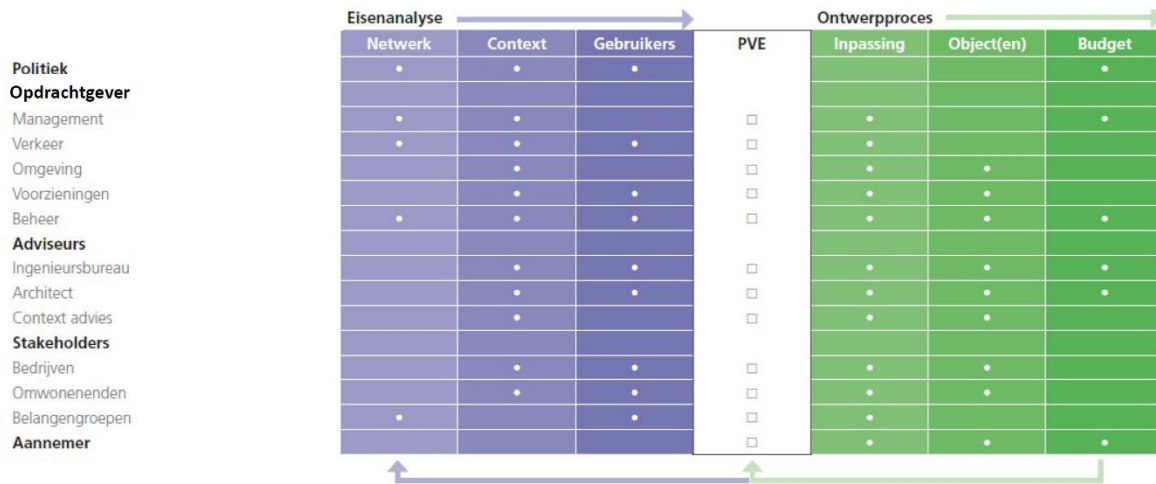 Eisenanalyse Ontwerpproces
Netwerk Context Gebruikers PVE Inpassing Object(en) Budget
Politiek
Opdrachtgever
Management
Verkeer
Omgeving
Voorzieningen
Beheer
Adviseurs
Ingenieursbureau
Architect
Context advies
Stakeholders
Bedrijven
Omwonenenden
Belangengroepen
Aannemer